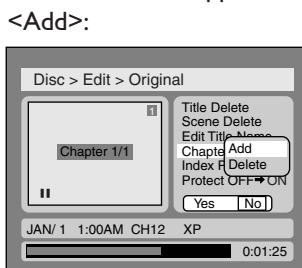 <Add>:
Disc > Edit > Original
1
Chapter 1/1
Title Delete
Scene Delete
Edit Title Name
Chapte
Add
Index P
Delete
Protect OFF➡ON
Yes No
JAN/ 1 1:00AM CH12 XP
0:01:25